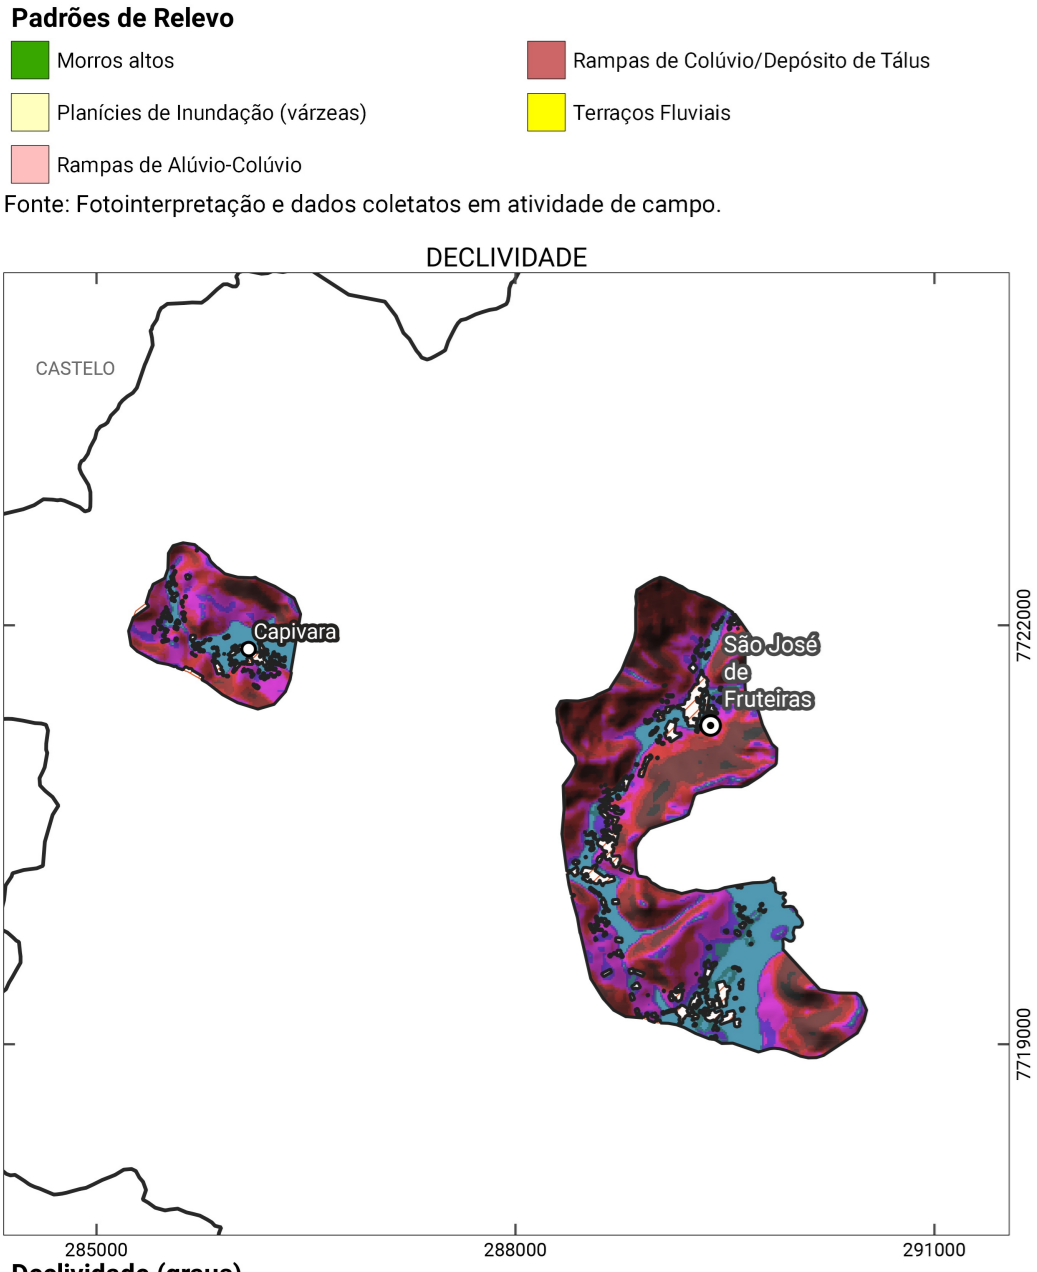 Padrões de Relevo
Morros altos
Rampas de Colúvio/Depósito de Tálus
Planícies de Inundação (várzeas)
Terraços Fluviais
Rampas de Alúvio-Colúvio
Fonte: Fotointerpretação e dados coletatos em atividade de campo.
DECLIVIDADE
CASTELO
Capivara
São José
de
Fruteiras
7722000
7719000
285000
288000
291000
Declividade (graus)